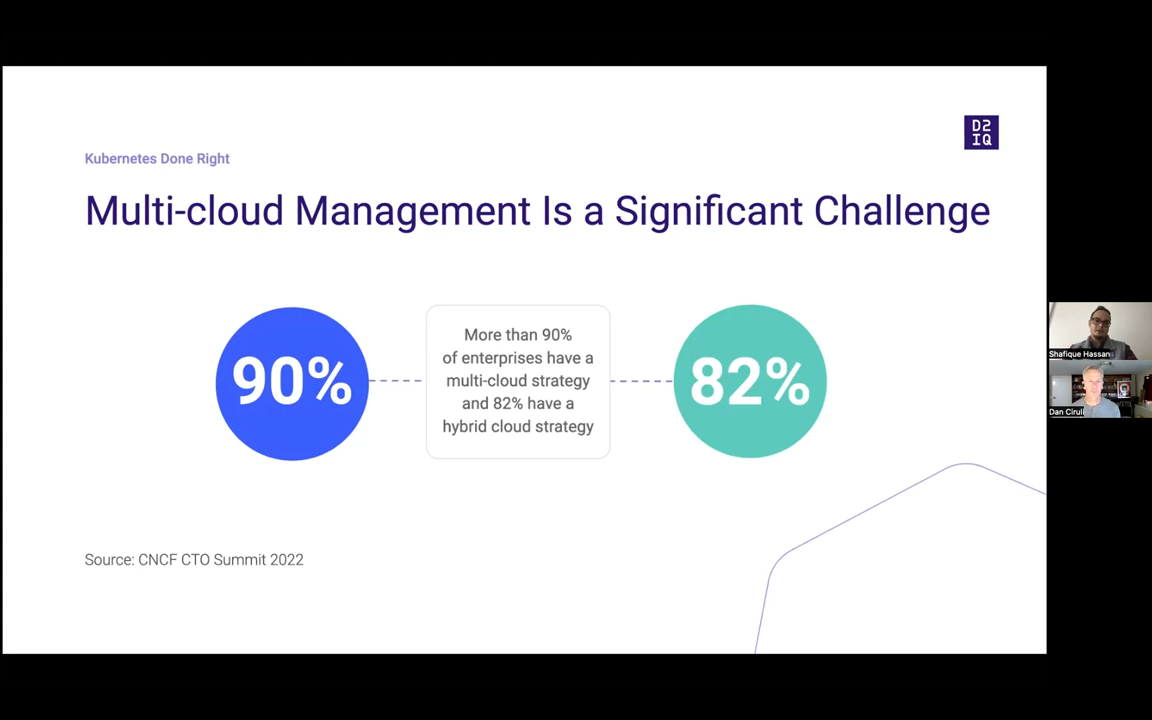 D2
IQ
Kubernetes Done Right
Multi-cloud Management Is a Significant Challenge
90%
More than 90%
of enterprises have a
multi-cloud strategy
and 82% have a
hybrid cloud strategy
82%
Source: CNCF CTO Summit 2022
Shafique Hassan
Dan Ciruli